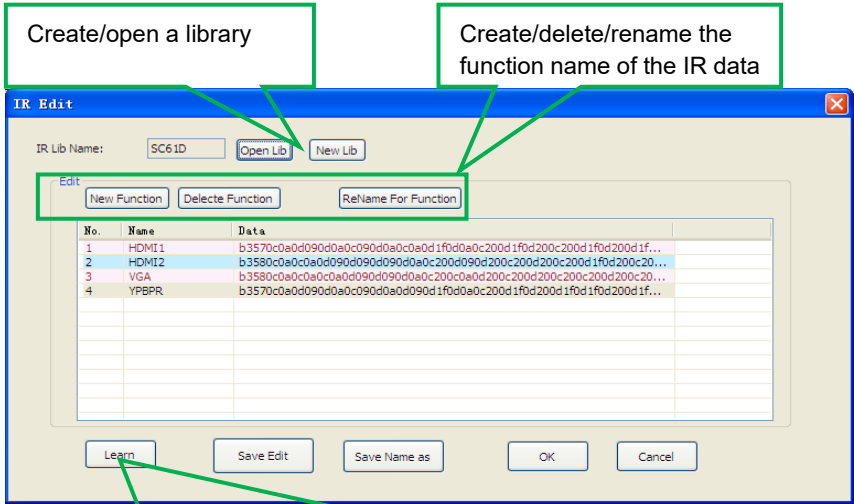 Create/open a library
Create/delete/rename the
function name of the IR data
IR Edit
IR Lib Name:
SC61D
Open Lib
New Lib
Edit
New Function
Delecte Function
ReName For Function
No. Name Data
1 HDMI1 b3570c0a0d090d0a0c090d0a0c0a0d1f0d0a0c200d1f0d200c200d1f0d200d1f...
2 HDMI2 b3580c0a0a0d090d090d090d0a0c200d090d200c200d200c200d1f0d200c20...
3 VGA b3580c0a0c0a0c0a0d090d0a0c200c0a0d200c200d200c200c200d200d200c20...
4 YPBPR b3570c0a0d090d0a0c090d0a0d090d1f0d0a0c200d1f0d200d1f0d1f0d200d1f...
Learn
Save Edit
Save Name as
OK
Cancel